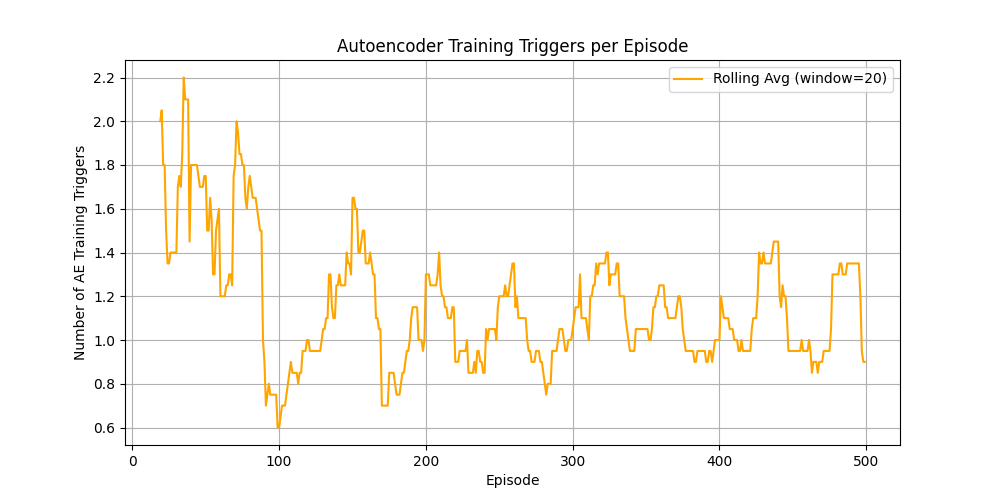 Autoencoder Training Triggers per Episode
Rolling Avg (window=20)
Number of AE Training Triggers
2.2
2.0
1.8
1.6
1.4
1.2
1.0
0.8
0.6
0 100 200 300 400 500
Episode